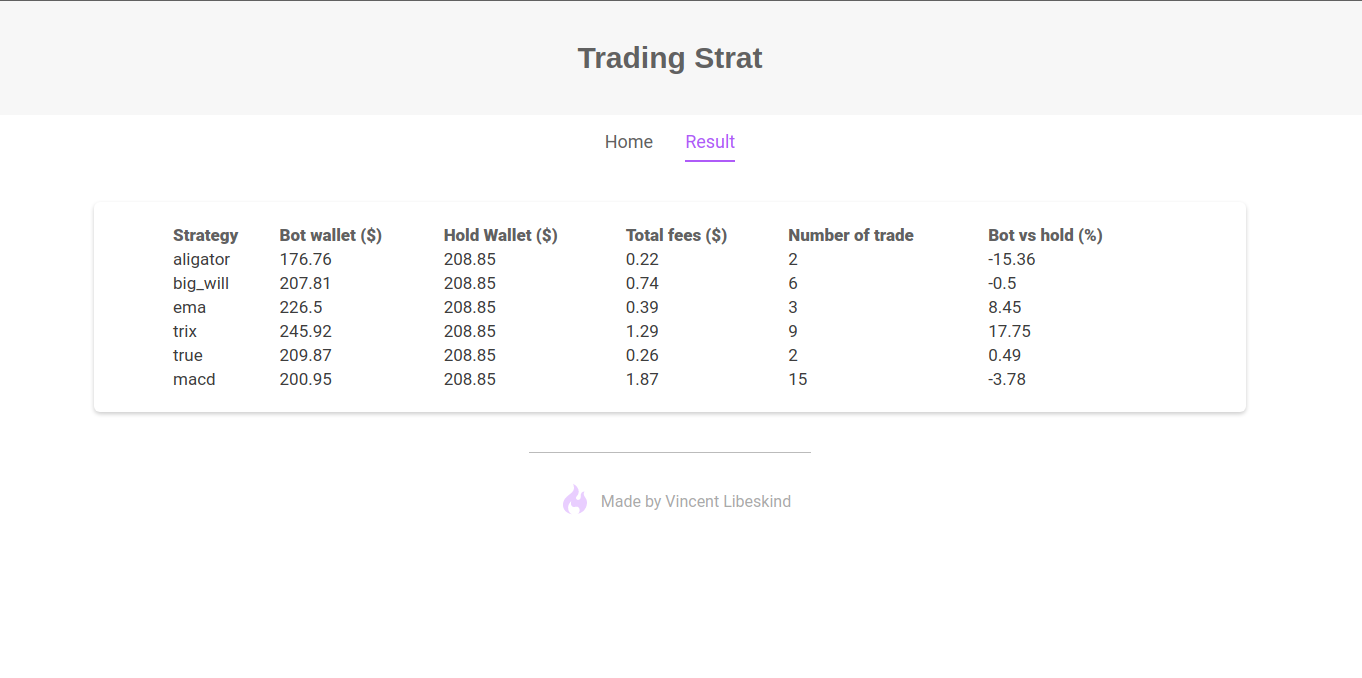 Trading Strat
Home Result
Strategy Bot wallet ($) Hold Wallet ($) Total fees ($) Number of trade Bot vs hold (%)
aligator 176.76 208.85 0.22 2 -15.36
big_will 207.81 208.85 0.74 6 -0.5
ema 226.5 208.85 0.39 3 8.45
trix 245.92 208.85 1.29 9 17.75
true 209.87 208.85 0.26 2 0.49
macd 200.95 208.85 1.87 15 -3.78
Made by Vincent Libeskind